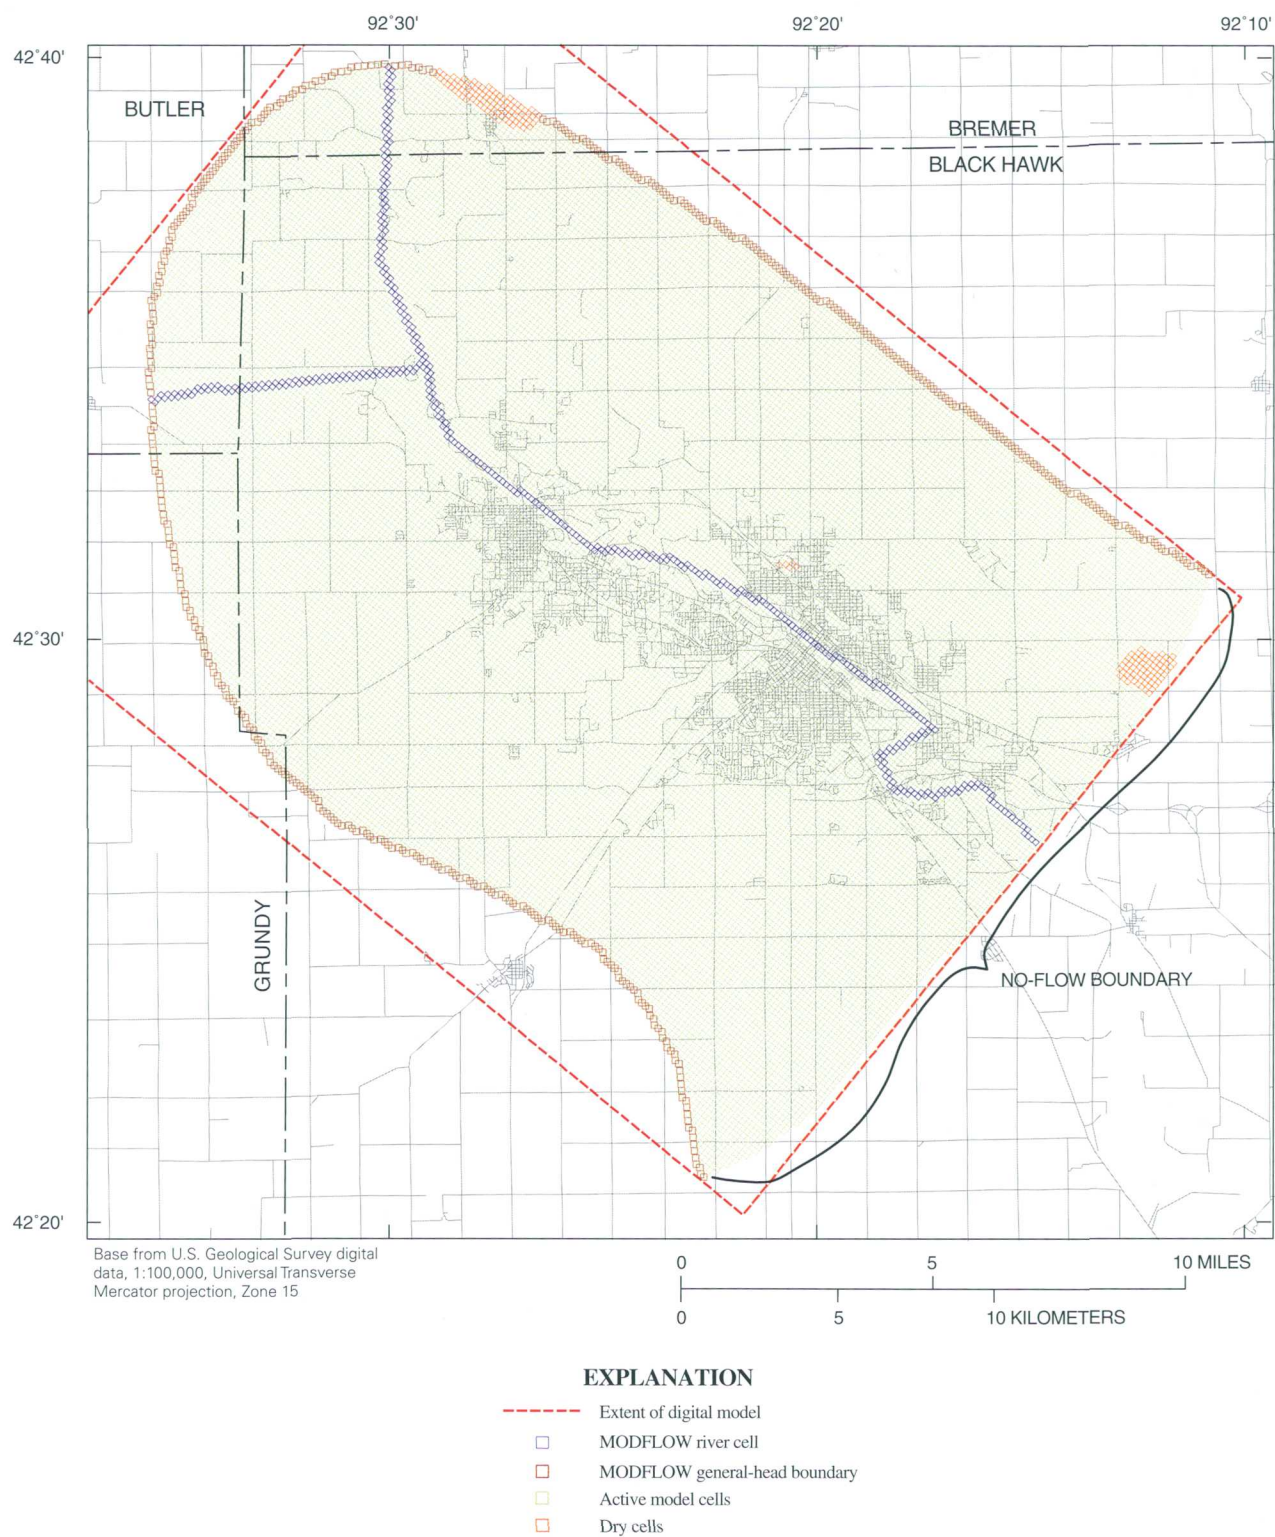 92°30'
92°20'
92°10'
42°40'
BUTLER
BREMER
BLACK HAWK
42°30'
GRUNDY
NO-FLOW BOUNDARY
42°20'
Base from U.S. Geological Survey digital
data, 1:100,000, Universal Transverse
Mercator projection, Zone 15
0 5 10 MILES
0 5 10 KILOMETERS
EXPLANATION
Extent of digital model
MODFLOW river cell
MODFLOW general-head boundary
Active model cells
Dry cells